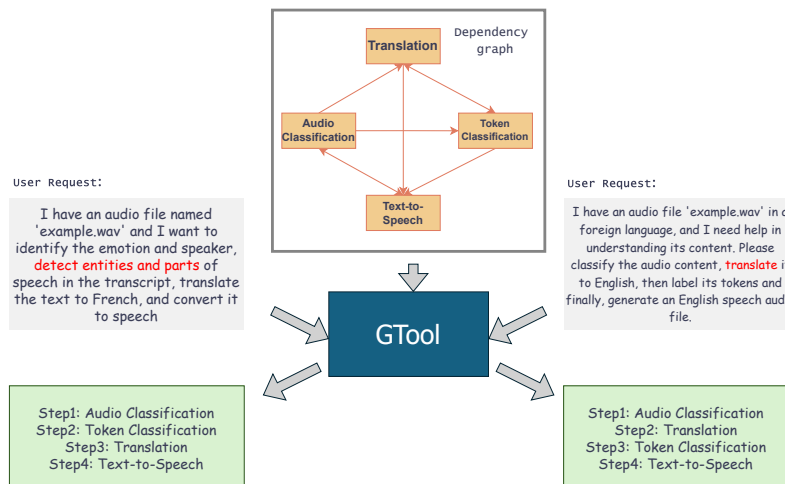 Dependency
graph
Translation
Audio
Classification
Token
Classification
Text-to-
Speech
User Request:
I have an audio file named
'example.wav' and I want to
identify the emotion and speaker,
detect entities and parts of
speech in the transcript, translate
the text to French, and convert it
to speech
User Request:
I have an audio file 'example.wav' in
foreign language, and I need help in
understanding its content. Please
classify the audio content, translate
to English, then label its tokens and
finally, generate an English speech
file.
GTool
Step1: Audio Classification
Step2: Token Classification
Step3: Translation
Step4: Text-to-Speech
Step1: Audio Classification
Step2: Translation
Step3: Token Classification
Step4: Text-to-Speech